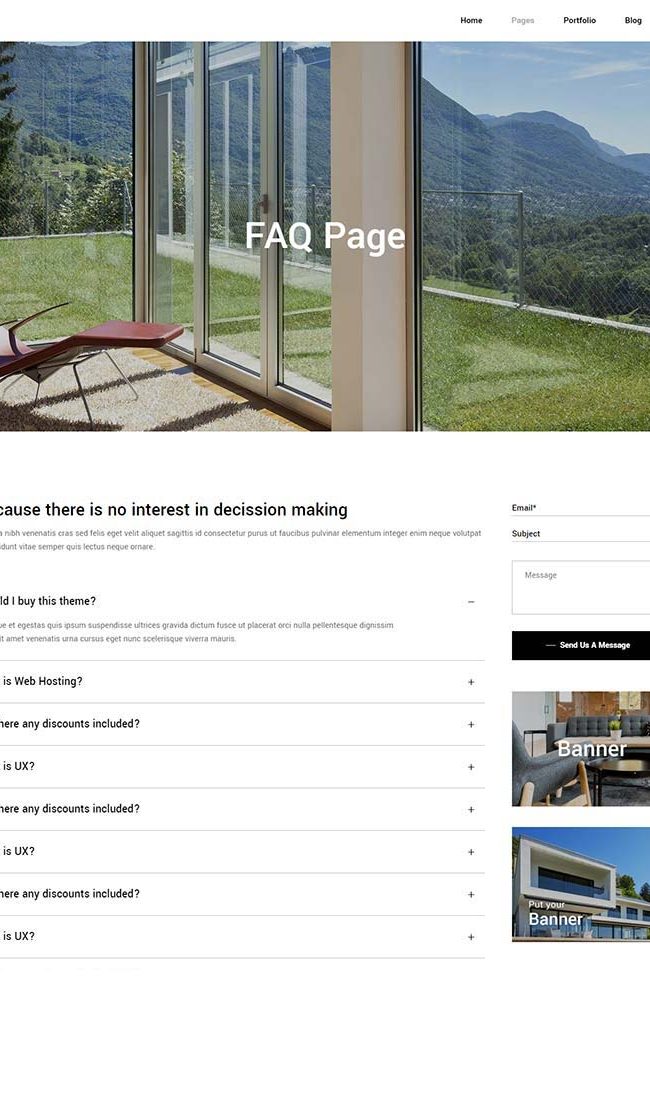 Home Pages Portfolio Blog
FAQ Page
cause there is no interest in decission making
a nibh venenatis cras sed felis eget velit aliquet sagittis id consectetur purus ut faucibus pulvinar elementum integer enim neque volutpat
idunt vitae semper quis lectus neque ornare.
ld I buy this theme?
ue et egestas quis ipsum suspendisse ultrices gravida dictum fusce ut placerat orci nulla pellentesque dignissim
it amet venenatis urna cursus eget nunc scelerisque viverra mauris.
is Web Hosting?
here any discounts included?
is UX?
here any discounts included?
is UX?
here any discounts included?
is UX?
Email*
Subject
Message
Send Us A Message
Banner
Put your
Banner